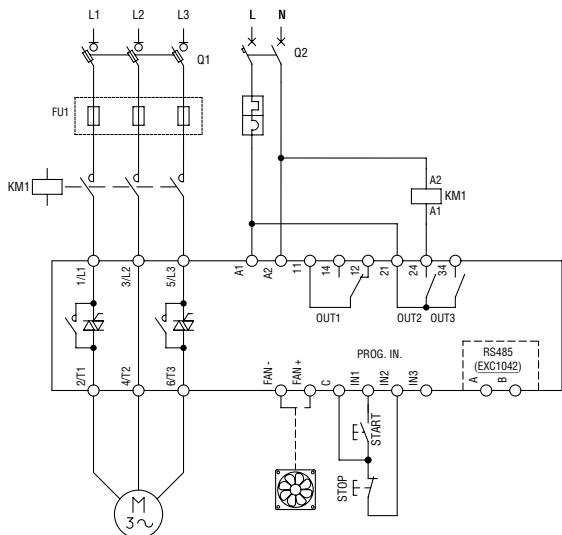 L1 L2 L3 L N
Q1 Q2
FU1
KM1
A2
KM1
A1
1/L1 3/L2 5/L3 A1 A2 11 14 12 21 24 34
OUT1 OUT2 OUT3
PROG. IN.
RS485
(EXC1042)
2/T1 4/T2 6/T3 FAN - FAN + C IN1 IN2 IN3 A B
START
STOP
M
3~